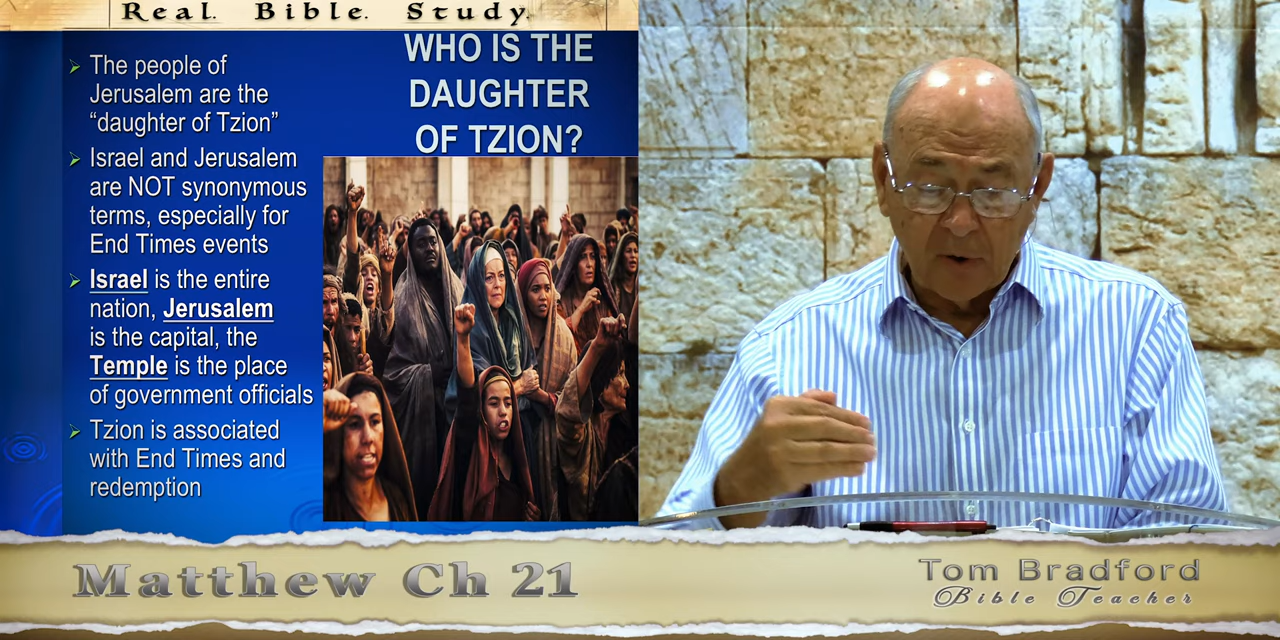 Real. Bible. Study.
WHO IS THE
DAUGHTER
OF TZION?
The people of
Jerusalem are the
“daughter of Tzion”
Israel and Jerusalem
are NOT synonymous
terms, especially for
End Times events
Israel is the entire
nation, Jerusalem
is the capital, the
Temple is the place
of government officials
Tzion is associated
with End Times and
redemption
Matthew Ch 21
Tom Bradford
Bible Teacher